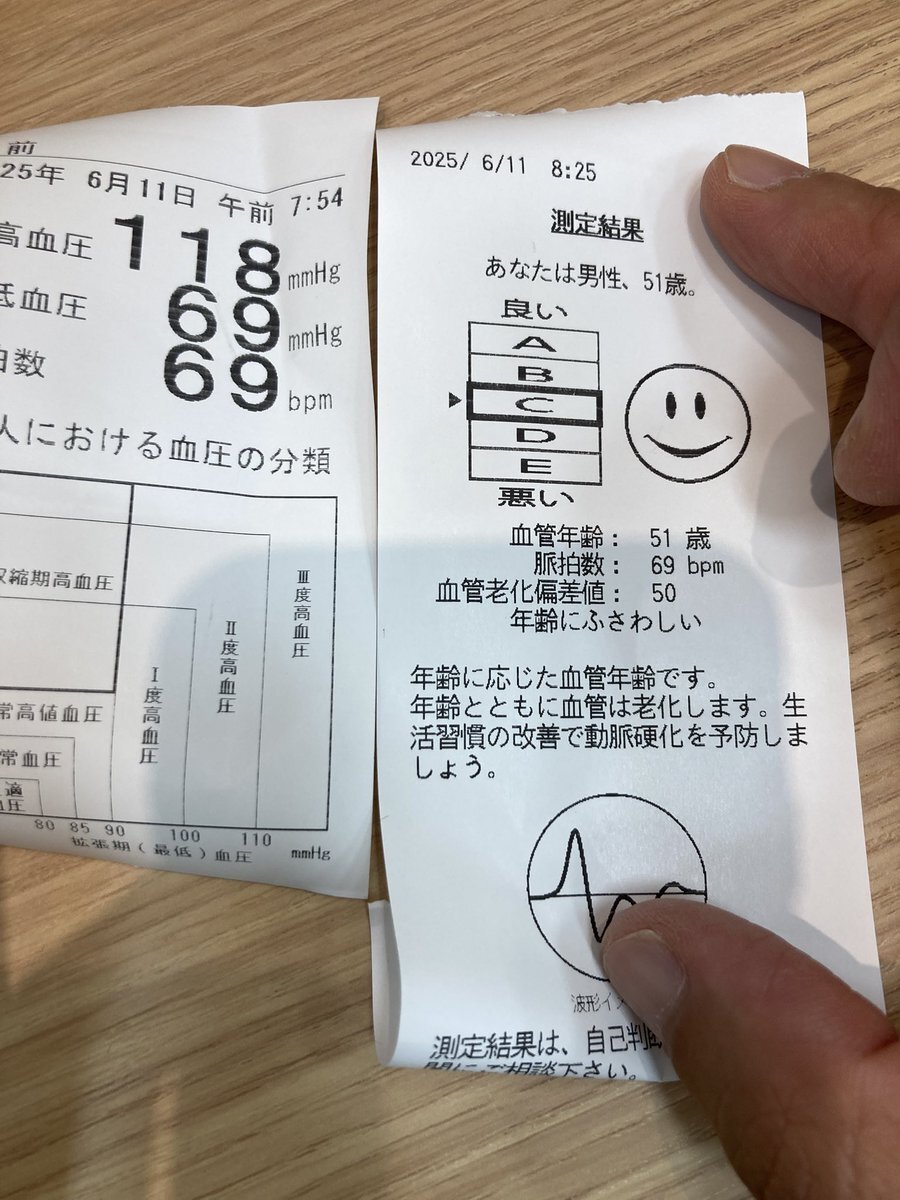 前
25年 6月11日 午前 7:54
高血圧 118 mmHg
低血圧 69 mmHg
拍数 69 bpm
人における血圧の分類
収縮期高血圧
Ⅲ度高血圧
Ⅱ度高血圧
Ⅰ度高血圧
常高値血圧
常血圧
適
血圧
80 85 90 100 110
拡張期(最低)血圧 mmHg
2025/ 6/11 8:25
測定結果
あなたは男性、51歳。
良い
A
B
C
D
E
悪い
血管年齢: 51 歳
脈拍数: 69 bpm
血管老化偏差値: 50
年齢にふさわしい
年齢に応じた血管年齢です。
年齢とともに血管は老化します。生
活習慣の改善で動脈硬化を予防しま
しょう。
波形イ
測定結果は、自己判
関にご相談下さい。